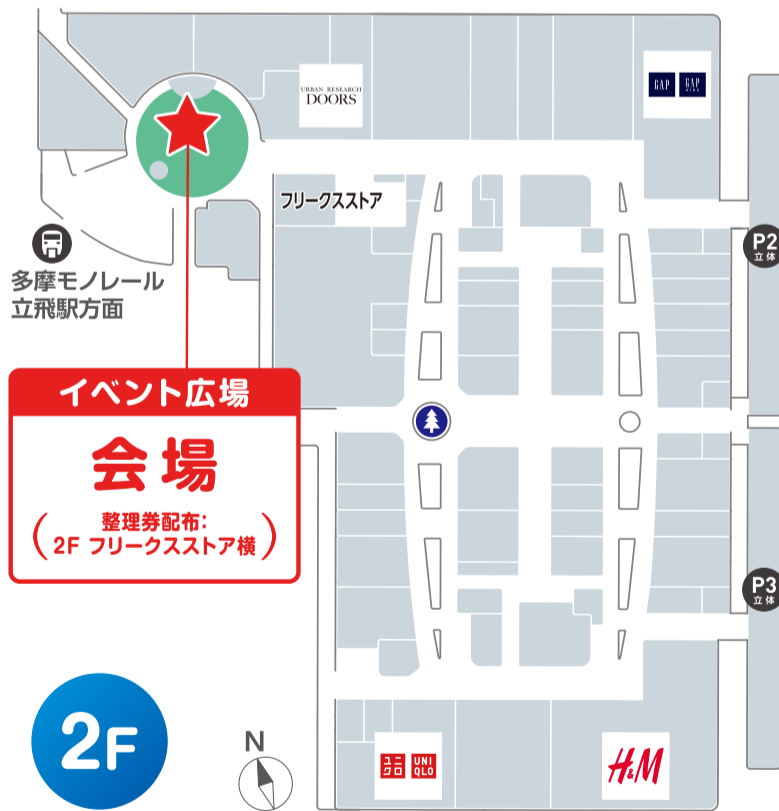 URBAN RESEARCH
DOORS
GAP
GAP
フリークスストア
P2
立体
多摩モノレール
立飛駅方面
イベント広場
会場
整理券配布:
2F フリークスストア横
P3
立体
2F
N
ユニ
クロ
UNI
QLO
H&M